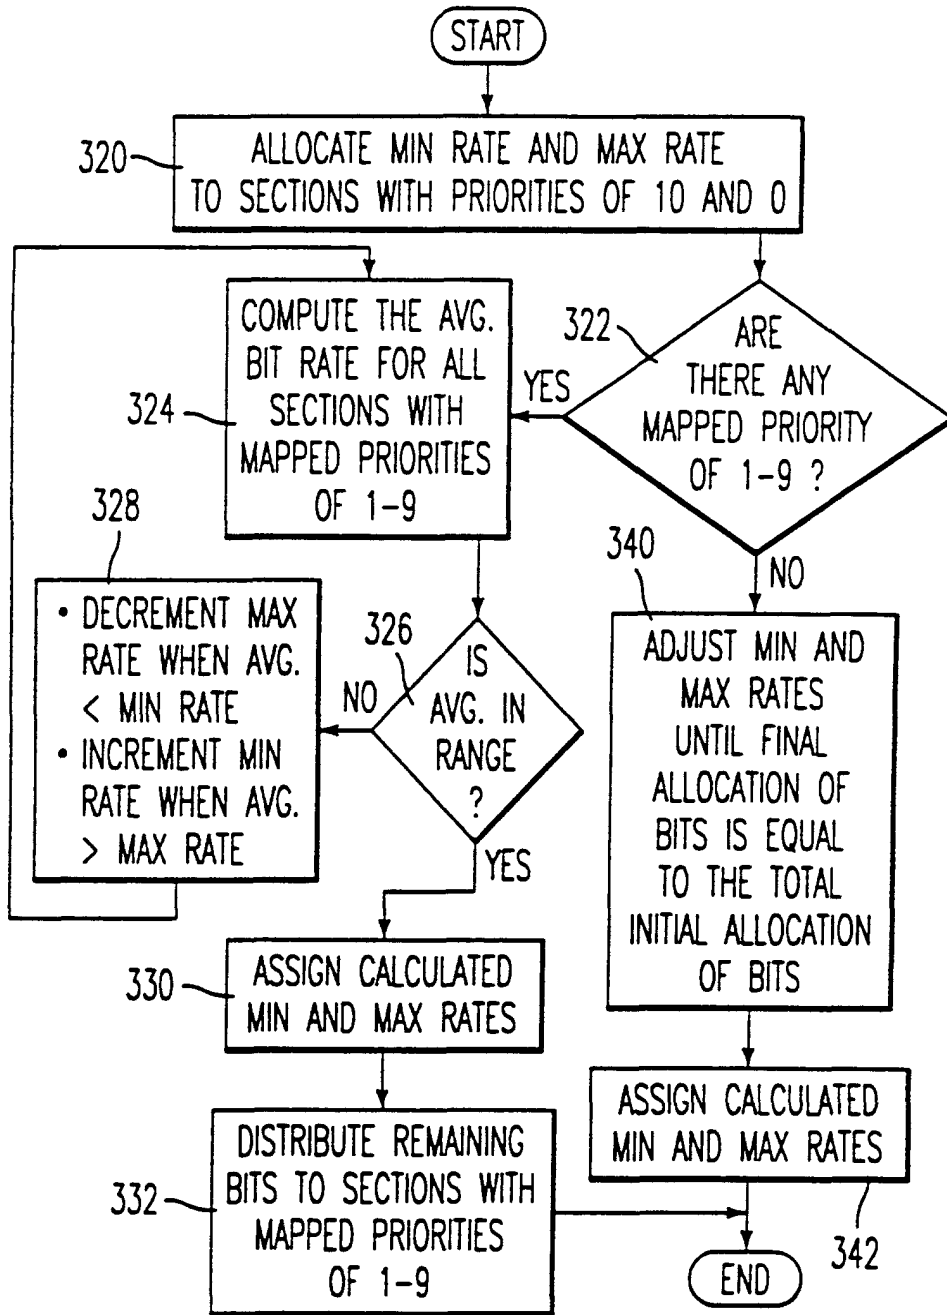 START
320
ALLOCATE MIN RATE AND MAX RATE
TO SECTIONS WITH PRIORITIES OF 10 AND 0
322
ARE
THERE ANY
MAPPED PRIORITY
OF 1-9 ?
YES
NO
324
COMPUTE THE AVG.
BIT RATE FOR ALL
SECTIONS WITH
MAPPED PRIORITIES
OF 1-9
326
IS
AVG. IN
RANGE
?
NO
YES
328
• DECREMENT MAX
RATE WHEN AVG.
< MIN RATE
• INCREMENT MIN
RATE WHEN AVG.
> MAX RATE
330
ASSIGN CALCULATED
MIN AND MAX RATES
332
DISTRIBUTE REMAINING
BITS TO SECTIONS WITH
MAPPED PRIORITIES
OF 1-9
340
ADJUST MIN AND
MAX RATES
UNTIL FINAL
ALLOCATION OF
BITS IS EQUAL
TO THE TOTAL
INITIAL ALLOCATION
OF BITS
ASSIGN CALCULATED
MIN AND MAX RATES
342
END